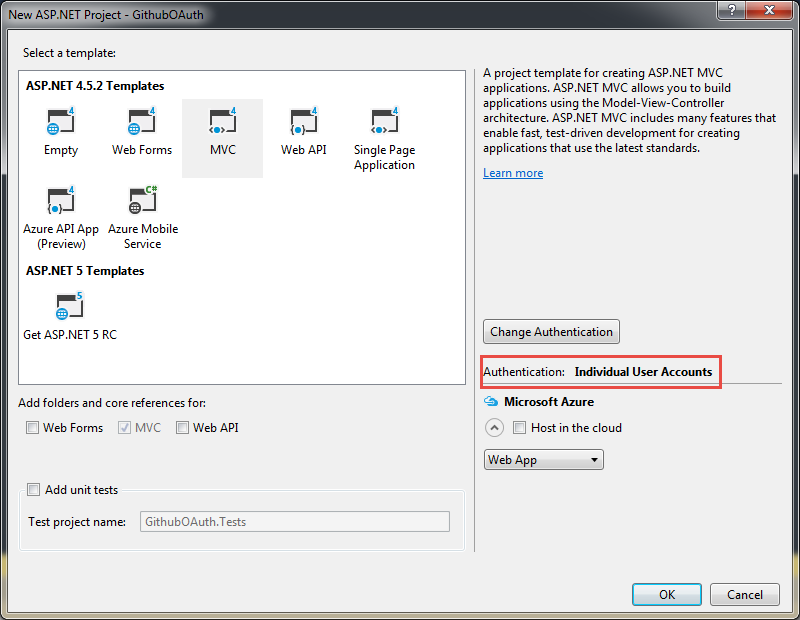 New ASP.NET Project - GithubOAuth
Select a template:
ASP.NET 4.5.2 Templates
4 4 4 4 4
Empty Web Forms MVC Web API Single Page
Application
4 C#
Azure API App Azure Mobile
(Preview) Service
ASP.NET 5 Templates
5
Get ASP.NET 5 RC
A project template for creating ASP.NET MVC
applications. ASP.NET MVC allows you to build
applications using the Model-View-Controller
architecture. ASP.NET MVC includes many features that
enable fast, test-driven development for creating
applications that use the latest standards.
Learn more
Change Authentication
Authentication: Individual User Accounts
Microsoft Azure
Host in the cloud
Web App
Add folders and core references for:
Web Forms MVC Web API
Add unit tests
Test project name: GithubOAuth.Tests
OK Cancel